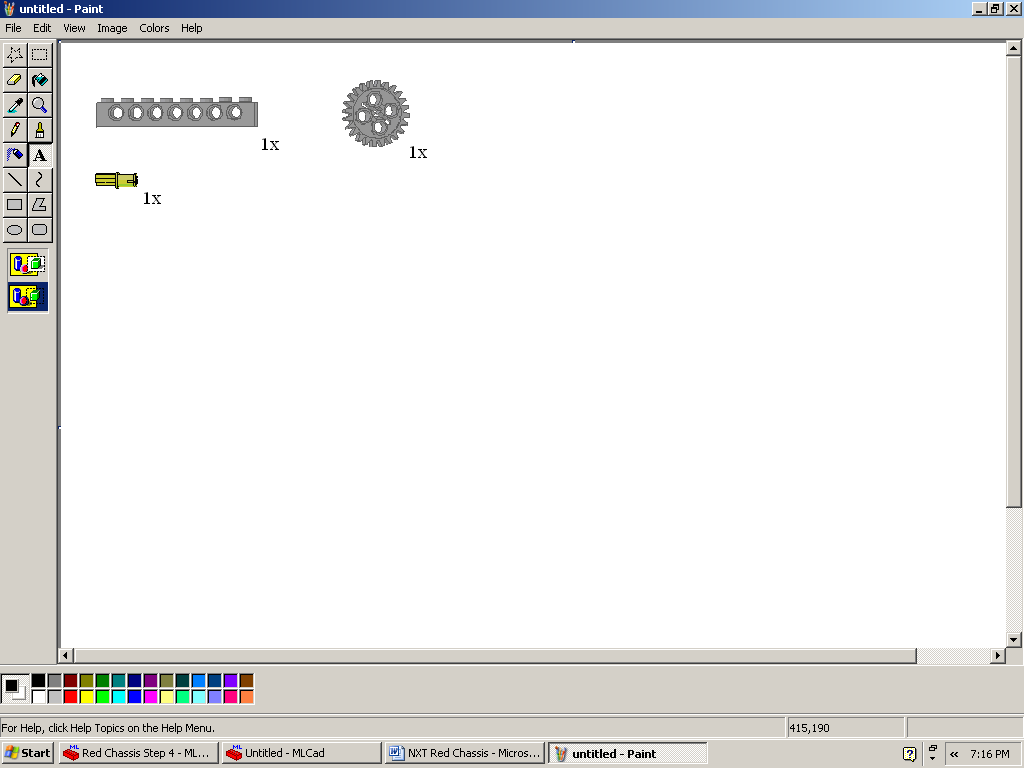 untitled - Paint
File Edit View Image Colors Help
A
1x
1x
1x
For Help, click Help Topics on the Help Menu.
415,190
Start
ML
Red Chassis Step 4 - ML...
ML
Untitled - MLCad
W
NXT Red Chassis - Micros...
untitled - Paint
?
«
7:16 PM